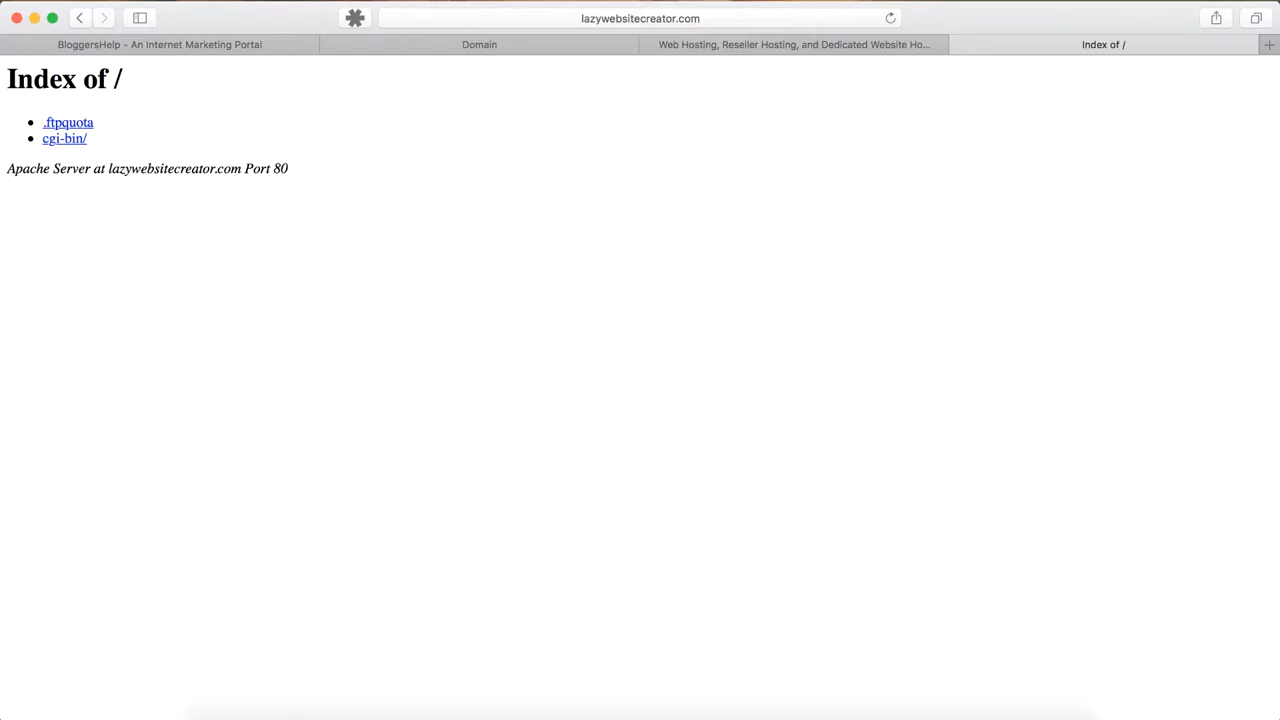 lazywebsitecreator.com
BloggersHelp - An Internet Marketing Portal
Domain
Web Hosting, Reseller Hosting, and Dedicated Website Ho...
Index of /
Index of /
.ftpquota
cgi-bin/
Apache Server at lazywebsitecreator.com Port 80